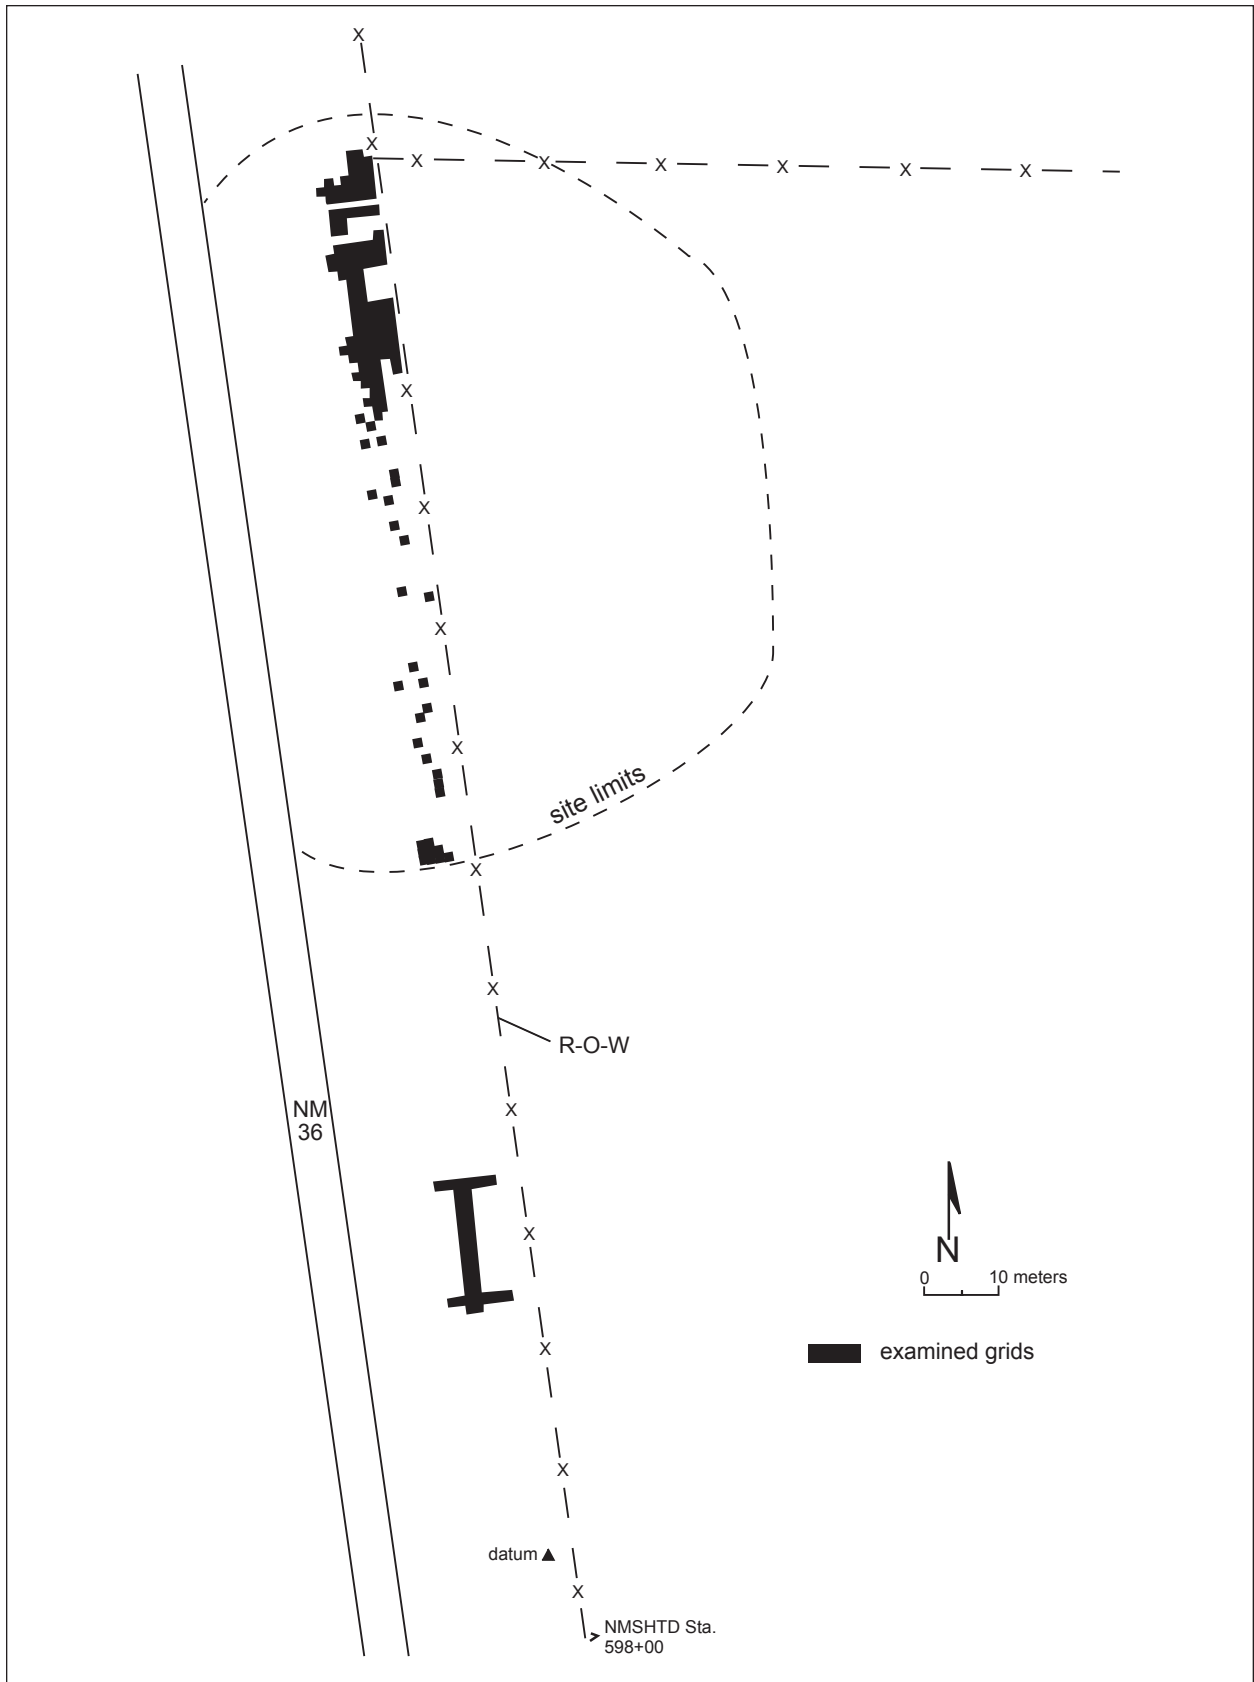 site limits
R-O-W
NM
36
N
0 10 meters
examined grids
datum
NMSHTD Sta.
598+00